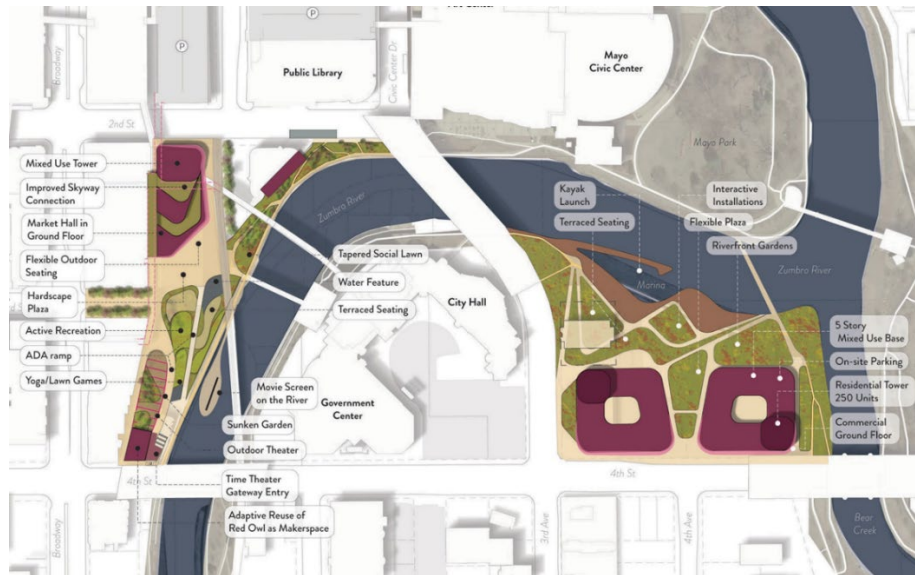 Public Library
Mayo
Civic Center
Broadway
Civic Center Dr
2nd St
Mayo Park
P
P
Mixed Use Tower
Improved Skyway
Connection
Market Hall in
Ground Floor
Flexible Outdoor
Seating
Hardscape
Plaza
Active Recreation
ADA ramp
Yoga/Lawn Games
Zumbro River
Tapered Social Lawn
Water Feature
Terraced Seating
City Hall
Government
Center
Movie Screen
on the River
Sunken Garden
Outdoor Theater
Time Theater
Gateway Entry
Adaptive Reuse of
Red Owl as Makerspace
4th St
Broadway
Kayak
Launch
Terraced Seating
Interactive
Installations
Flexible Plaza
Riverfront Gardens
Zumbro River
Marina
5 Story
Mixed Use Base
On-site Parking
Residential Tower
250 Units
Commercial
Ground Floor
4th St
3rd Ave
4th Ave
Bear
Creek